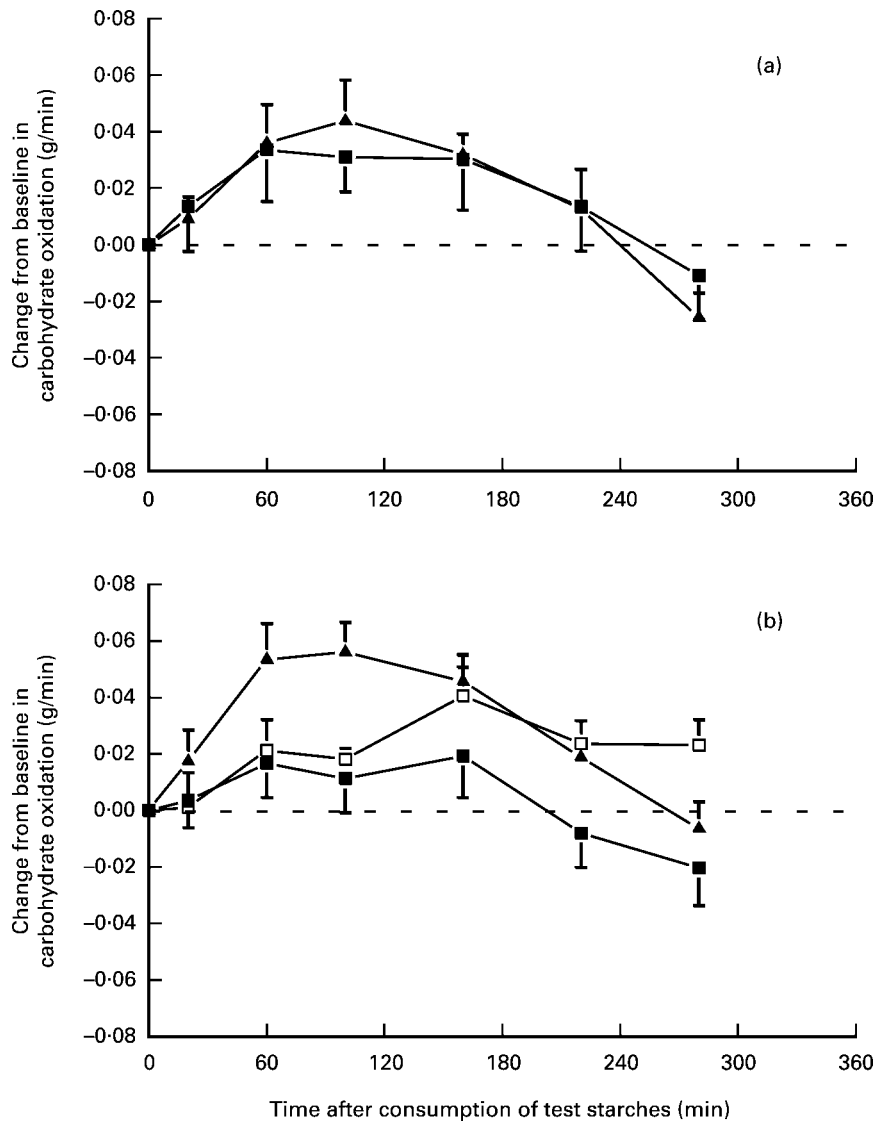 (a)
Change from baseline in
carbohydrate oxidation (g/min)
0·08
0·06
0·04
0·02
0·00
–0·02
–0·04
–0·06
–0·08
0 60 120 180 240 300 360
(b)
Change from baseline in
carbohydrate oxidation (g/min)
0·08
0·06
0·04
0·02
0·00
–0·02
–0·04
–0·06
–0·08
0 60 120 180 240 300 360
Time after consumption of test starches (min)